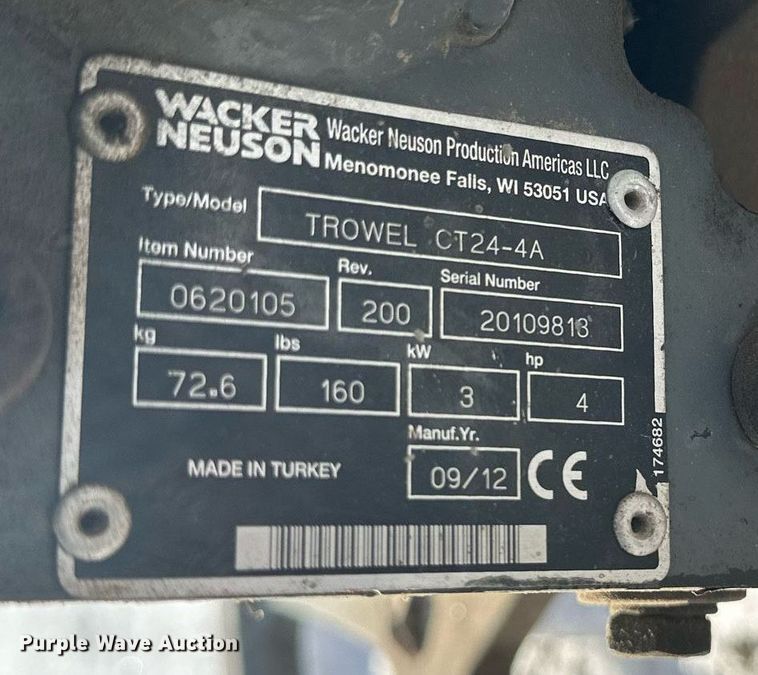 WACKER
NEUSON
Wacker Neuson Production Americas LLC
Menomonee Falls, WI 53051 USA
Type/Model
TROWEL CT24-4A
Item Number Rev. Serial Number
0620105 200 20109813
kg lbs kW hp
72.6 160 3 4
Manuf.Yr.
MADE IN TURKEY 09/12 CE
174682
Purple Wave Auction